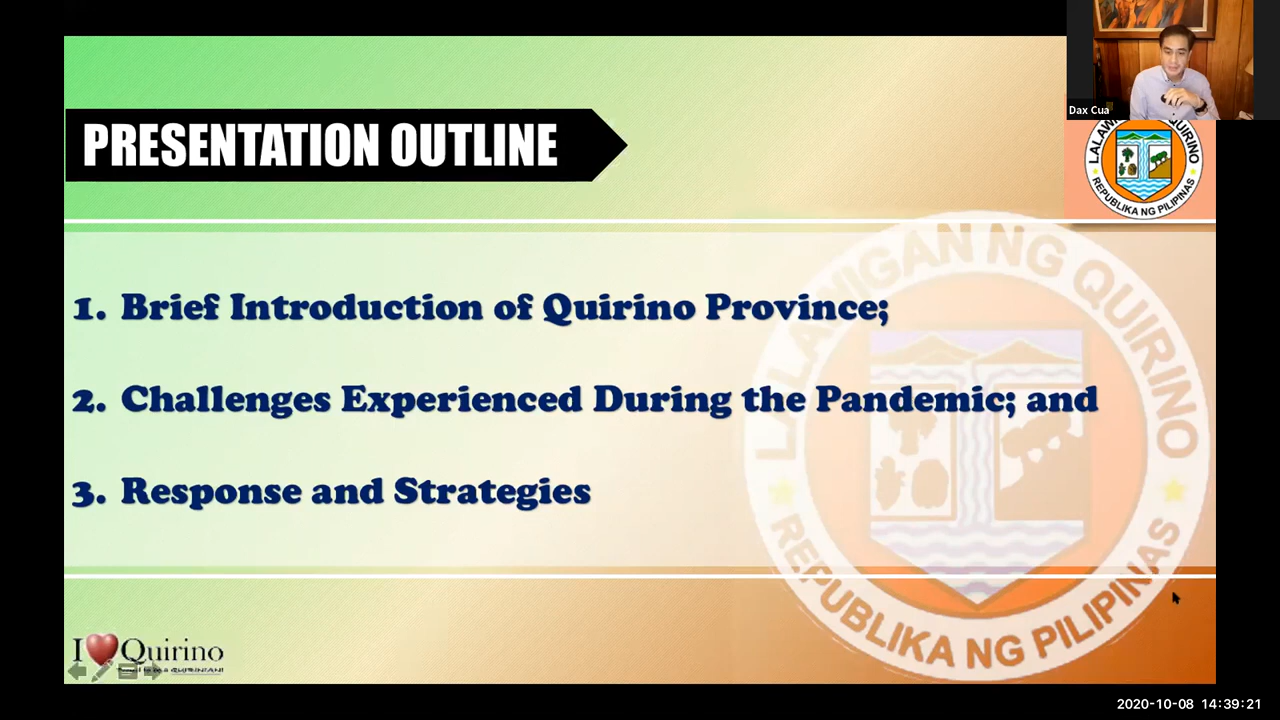 Dax Cua
PRESENTATION OUTLINE
LALAWIGAN NG QUIRINO
REPUBLIKA NG PILIPINAS
1. Brief Introduction of Quirino Province;
2. Challenges Experienced During the Pandemic; and
3. Response and Strategies
LALAWIGAN NG QUIRINO
REPUBLIKA NG PILIPINAS
I Quirino
2020-10-08 14:39:21